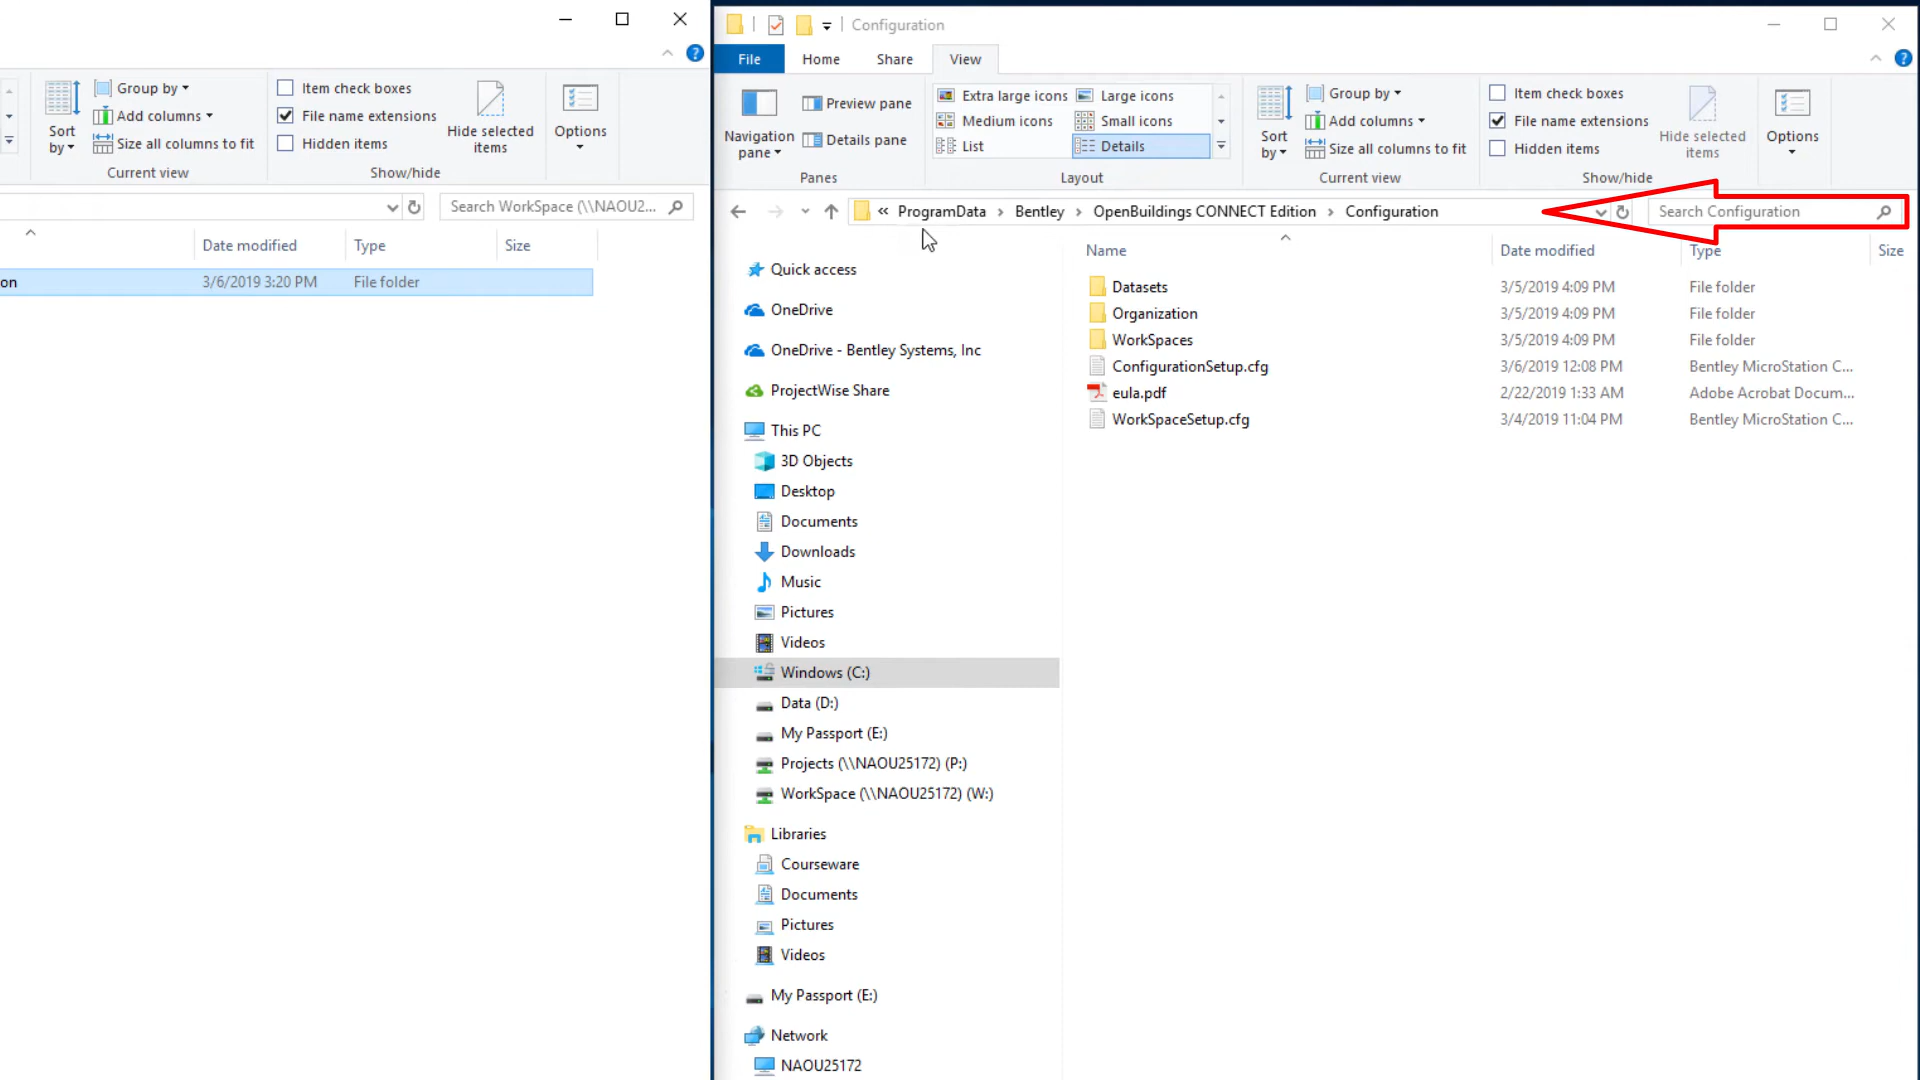 Group by
Add columns
Size all columns to fit
Sort by
Current view
Item check boxes
File name extensions
Hidden items
Hide selected items
Show/hide
Options
Search WorkSpace (\\NAOU2...
Date modified
Type
Size
on
3/6/2019 3:20 PM
File folder
Configuration
File
Home
Share
View
Navigation pane
Preview pane
Details pane
Panes
Extra large icons
Large icons
Medium icons
Small icons
List
Details
Layout
Sort by
Group by
Add columns
Size all columns to fit
Current view
Item check boxes
File name extensions
Hidden items
Hide selected items
Show/hide
Options
« ProgramData › Bentley › OpenBuildings CONNECT Edition › Configuration
Search Configuration
Quick access
OneDrive
OneDrive - Bentley Systems, Inc
ProjectWise Share
This PC
3D Objects
Desktop
Documents
Downloads
Music
Pictures
Videos
Windows (C:)
Data (D:)
My Passport (E:)
Projects (\\NAOU25172) (P:)
WorkSpace (\\NAOU25172) (W:)
Libraries
Courseware
Documents
Pictures
Videos
My Passport (E:)
Network
NAOU25172
Name Date modified Type Size
Datasets 3/5/2019 4:09 PM File folder
Organization 3/5/2019 4:09 PM File folder
WorkSpaces 3/5/2019 4:09 PM File folder
ConfigurationSetup.cfg 3/6/2019 12:08 PM Bentley MicroStation C...
eula.pdf 2/22/2019 1:33 AM Adobe Acrobat Docum...
WorkSpaceSetup.cfg 3/4/2019 11:04 PM Bentley MicroStation C...